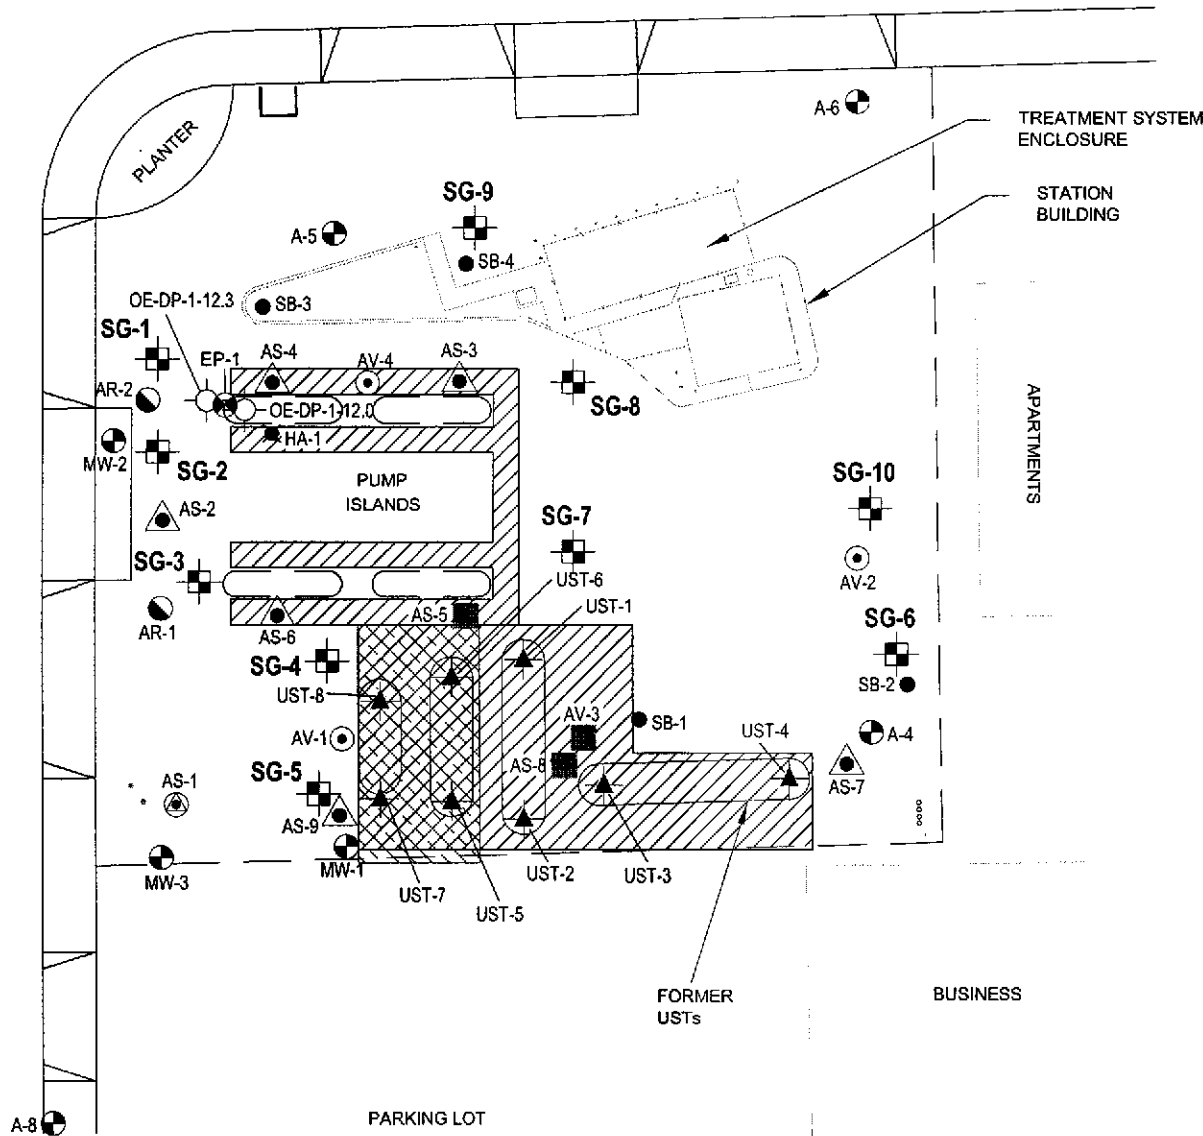 A-6
TREATMENT SYSTEM
ENCLOSURE
PLANTER
SG-9
STATION
BUILDING
A-5
SB-4
OE-DP-1-12.3
SB-3
SG-1
EP-1
AS-4
AV-4
AS-3
AR-2
OE-DP-1-12.0
SG-8
HA-1
MW-2
SG-2
PUMP
ISLANDS
APARTMENTS
SG-10
AS-2
SG-7
SG-3
UST-6
AV-2
UST-1
AR-1
AS-6
AS-5
SG-6
SG-4
UST-8
SB-2
AV-1
AV-3
SB-1
UST-4
A-4
SG-5
AS-8
AS-7
AS-1
AS-9
MW-3
MW-1
UST-7
UST-5
UST-2
UST-3
FORMER
USTs
BUSINESS
PARKING LOT
A-8